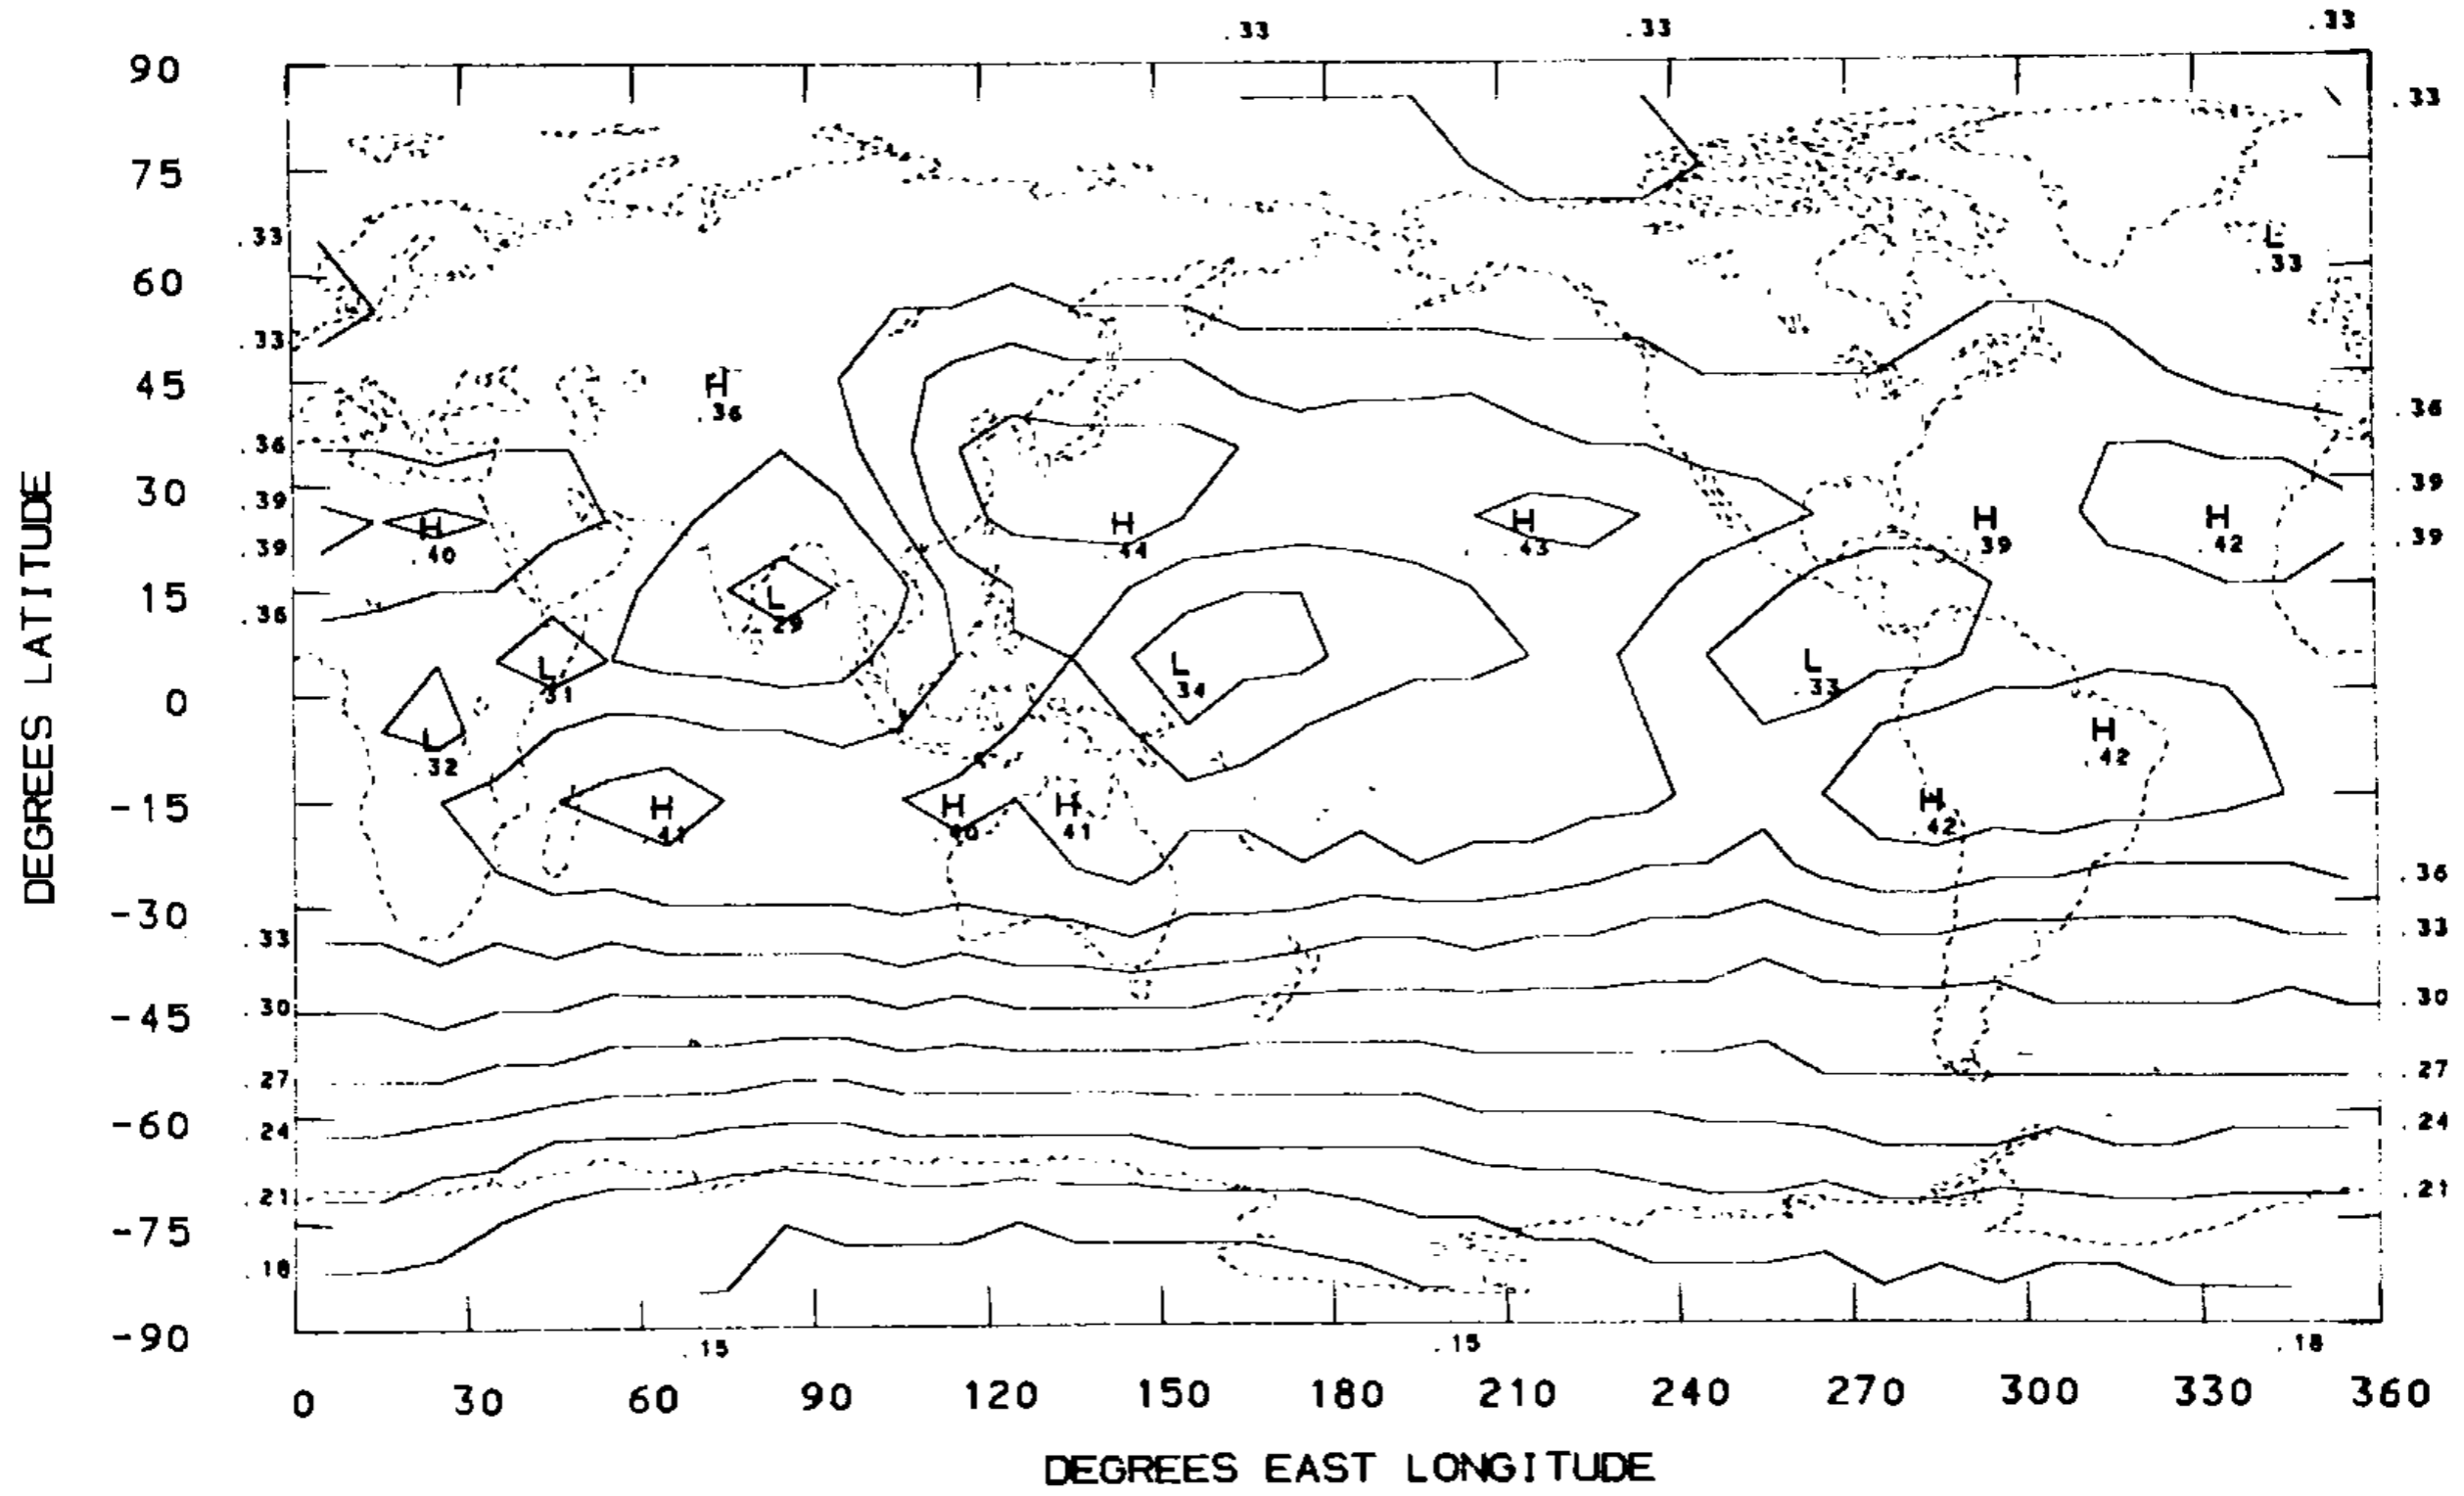 .33 .33 .33
90
.33
75
.33
L
.33
60
.33
45
H
.36
.36
.36
.39
30
.39
H
.40
H
.44
H
.43
H
.39
H
.42
.39
.39
15
.36
L
.29
L
.31
L
.34
L
.33
0
L
.32
H
.42
-15
H
.41
H
.40
H
.41
H
.42
.36
-30
.33
.33
-45
.30
.30
.27
.27
-60
.24
.24
.21
.21
-75
.18
-90
.15 .15 .18
0 30 60 90 120 150 180 210 240 270 300 330 360
DEGREES EAST LONGITUDE
DEGREES LATITUDE